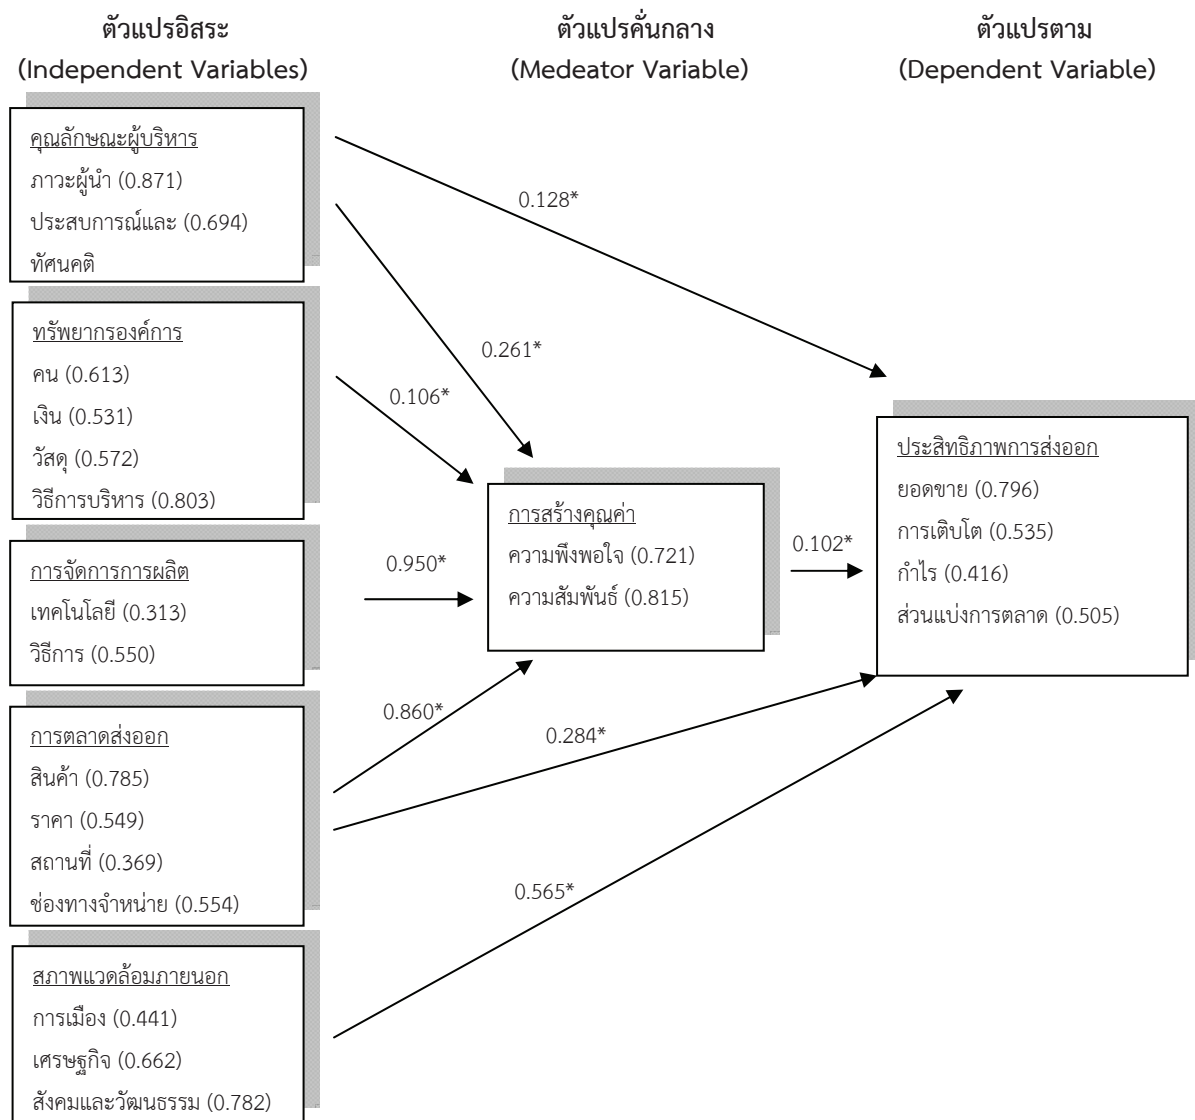 ตัวแปรอิสระ
(Independent Variables)
ตัวแปรคั่นกลาง
(Medeator Variable)
ตัวแปรตาม
(Dependent Variable)
คุณลักษณะผู้บริหาร
ภาวะผู้นำ (0.871)
ประสบการณ์และ (0.694)
ทัศนคติ
ทรัพยากรองค์การ
คน (0.613)
เงิน (0.531)
วัสดุ (0.572)
วิธีการบริหาร (0.803)
การจัดการการผลิต
เทคโนโลยี (0.313)
วิธีการ (0.550)
การตลาดส่งออก
สินค้า (0.785)
ราคา (0.549)
สถานที่ (0.369)
ช่องทางจำหน่าย (0.554)
สภาพแวดล้อมภายนอก
การเมือง (0.441)
เศรษฐกิจ (0.662)
สังคมและวัฒนธรรม (0.782)
0.128*
0.261*
0.106*
0.950*
0.860*
0.284*
0.565*
การสร้างคุณค่า
ความพึงพอใจ (0.721)
ความสัมพันธ์ (0.815)
0.102*
ประสิทธิภาพการส่งออก
ยอดขาย (0.796)
การเติบโต (0.535)
กำไร (0.416)
ส่วนแบ่งการตลาด (0.505)